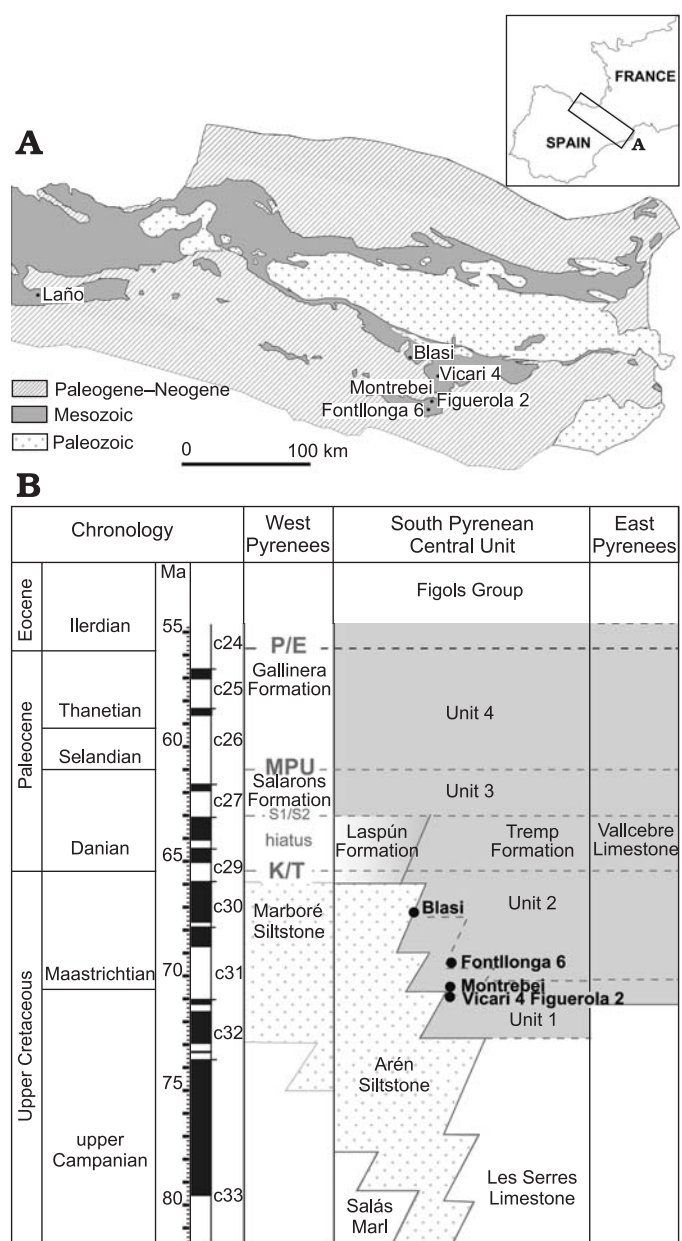 A
FRANCE
SPAIN
A
Laño
Blasi
Vicari 4
Montrebei
Figuerola 2
Fontllonga 6
Paleogene–Neogene
Mesozoic
Paleozoic
0 100 km
B
Chronology
West
Pyrenees
South Pyrenean
Central Unit
East
Pyrenees
Ma
Figols Group
Eocene
Ilerdian
55
c24
P/E
Gallinera
Formation
c25
Paleocene
Thanetian
Unit 4
60
c26
Selandian
MPU
Salarons
Formation
Unit 3
c27
S1/S2
hiatus
Laspún
Formation
Tremp
Formation
Vallcebre
Limestone
Danian
65
c29
K/T
Marboré
Siltstone
c30
Blasi
Unit 2
Fontllonga 6
Maastrichtian
70
c31
Montrebei
Vicari 4 Figuerola 2
Unit 1
Upper Cretaceous
c32
Arén
Siltstone
75
upper
Campanian
Les Serres
Limestone
80
c33
Salás
Marl